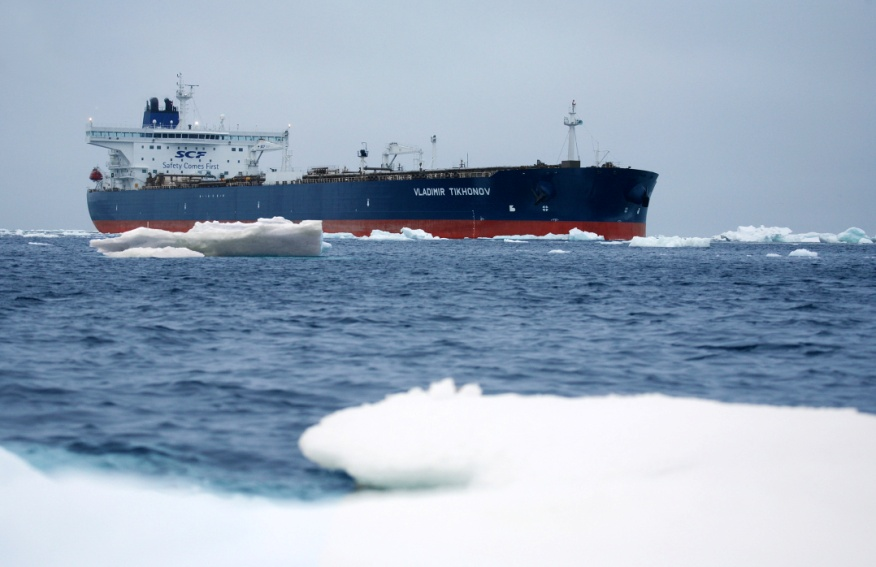 SCF
Safety Comes First
VLADIMIR TIKHONOV